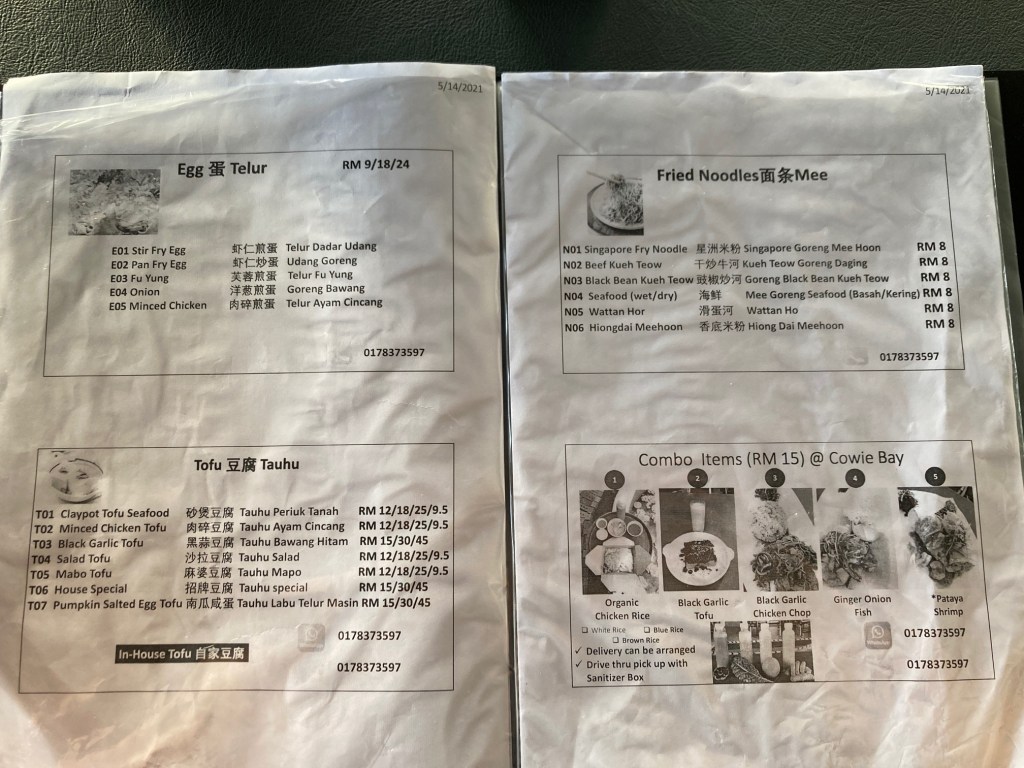 5/14/2021
Egg 蛋 Telur RM 9/18/24
E01 Stir Fry Egg 虾仁煎蛋 Telur Dadar Udang
E02 Pan Fry Egg 虾仁炒蛋 Udang Goreng
E03 Fu Yung 芙蓉煎蛋 Telur Fu Yung
E04 Onion 洋葱煎蛋 Goreng Bawang
E05 Minced Chicken 肉碎煎蛋 Telur Ayam Cincang
0178373597
Tofu 豆腐 Tauhu
T01 Claypot Tofu Seafood 砂煲豆腐 Tauhu Periuk Tanah RM 12/18/25/9.5
T02 Minced Chicken Tofu 肉碎豆腐 Tauhu Ayam Cincang RM 12/18/25/9.5
T03 Black Garlic Tofu 黑蒜豆腐 Tauhu Bawang Hitam RM 15/30/45
T04 Salad Tofu 沙拉豆腐 Tauhu Salad RM 12/18/25/9.5
T05 Mabo Tofu 麻婆豆腐 Tauhu Mapo RM 12/18/25/9.5
T06 House Special 招牌豆腐 Tauhu special RM 15/30/45
T07 Pumpkin Salted Egg Tofu 南瓜咸蛋 Tauhu Labu Telur Masin RM 15/30/45
0178373597
In-House Tofu 自家豆腐
0178373597
5/14/2021
Fried Noodles面条Mee
N01 Singapore Fry Noodle 星洲米粉 Singapore Goreng Mee Hoon RM 8
N02 Beef Kueh Teow 干炒牛河 Kueh Teow Goreng Daging RM 8
N03 Black Bean Kueh Teow 豉椒炒河 Goreng Black Bean Kueh Teow RM 8
N04 Seafood (wet/dry) 海鲜 Mee Goreng Seafood (Basah/Kering) RM 8
N05 Wattan Hor 滑蛋河 Wattan Ho RM 8
N06 Hiongdai Meehoon 香底米粉 Hiong Dai Meehoon RM 8
0178373597
Combo Items (RM 15) @ Cowie Bay
1 2 3 4 5
Organic Chicken Rice
Black Garlic Tofu
Black Garlic Chicken Chop
Ginger Onion Fish
*Pataya Shrimp
❑ White Rice ❑ Blue Rice
❑ Brown Rice
✓ Delivery can be arranged
✓ Drive thru pick up with
Sanitizer Box
0178373597
0178373597